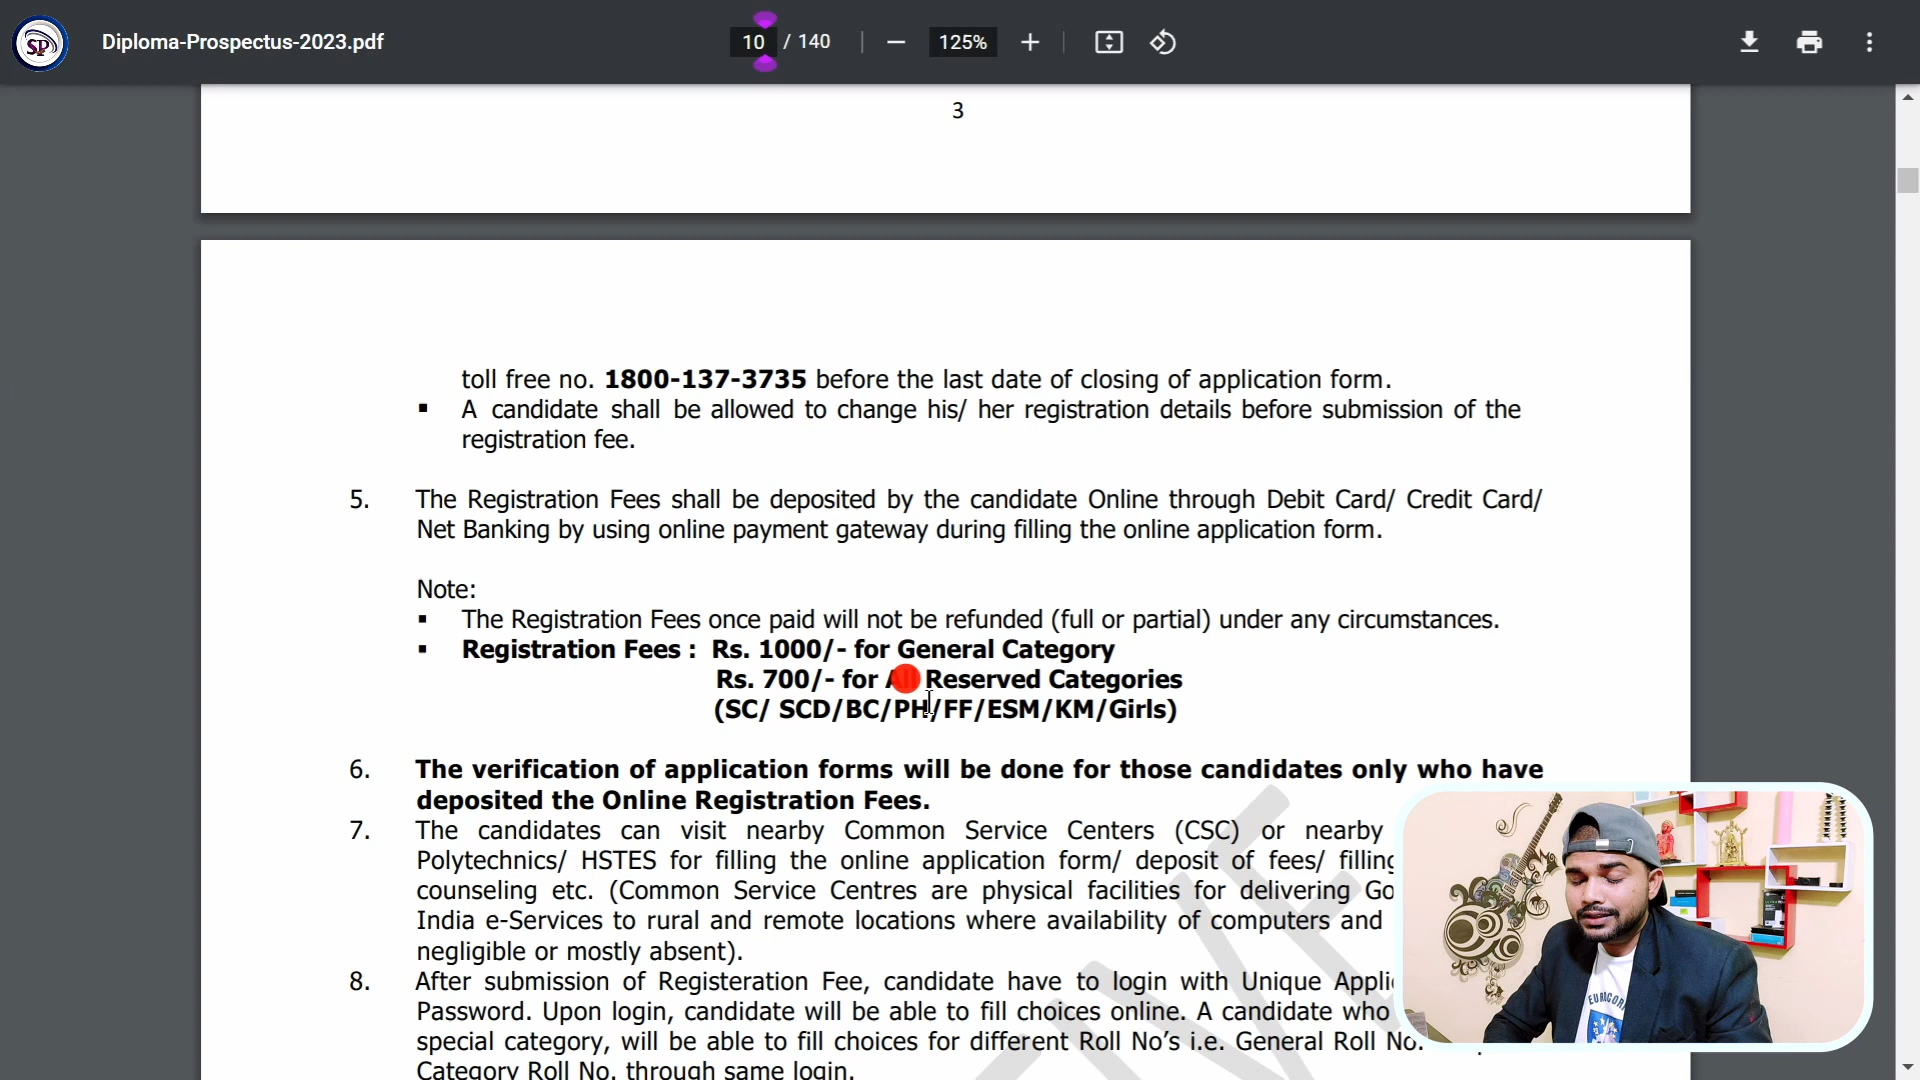 SP
Diploma-Prospectus-2023.pdf
10 / 140
125%
3
toll free no. 1800-137-3735 before the last date of closing of application form.
▪ A candidate shall be allowed to change his/ her registration details before submission of the
registration fee.
5. The Registration Fees shall be deposited by the candidate Online through Debit Card/ Credit Card/
Net Banking by using online payment gateway during filling the online application form.
Note:
▪ The Registration Fees once paid will not be refunded (full or partial) under any circumstances.
▪ Registration Fees : Rs. 1000/- for General Category
Rs. 700/- for All Reserved Categories
(SC/ SCD/BC/PH/FF/ESM/KM/Girls)
6. The verification of application forms will be done for those candidates only who have
deposited the Online Registration Fees.
7. The candidates can visit nearby Common Service Centers (CSC) or nearby
Polytechnics/ HSTES for filling the online application form/ deposit of fees/ filling
counseling etc. (Common Service Centres are physical facilities for delivering Go
India e-Services to rural and remote locations where availability of computers and
negligible or mostly absent).
8. After submission of Registeration Fee, candidate have to login with Unique Appli
Password. Upon login, candidate will be able to fill choices online. A candidate who
special category, will be able to fill choices for different Roll No's i.e. General Roll No.
Category Roll No. through same login.